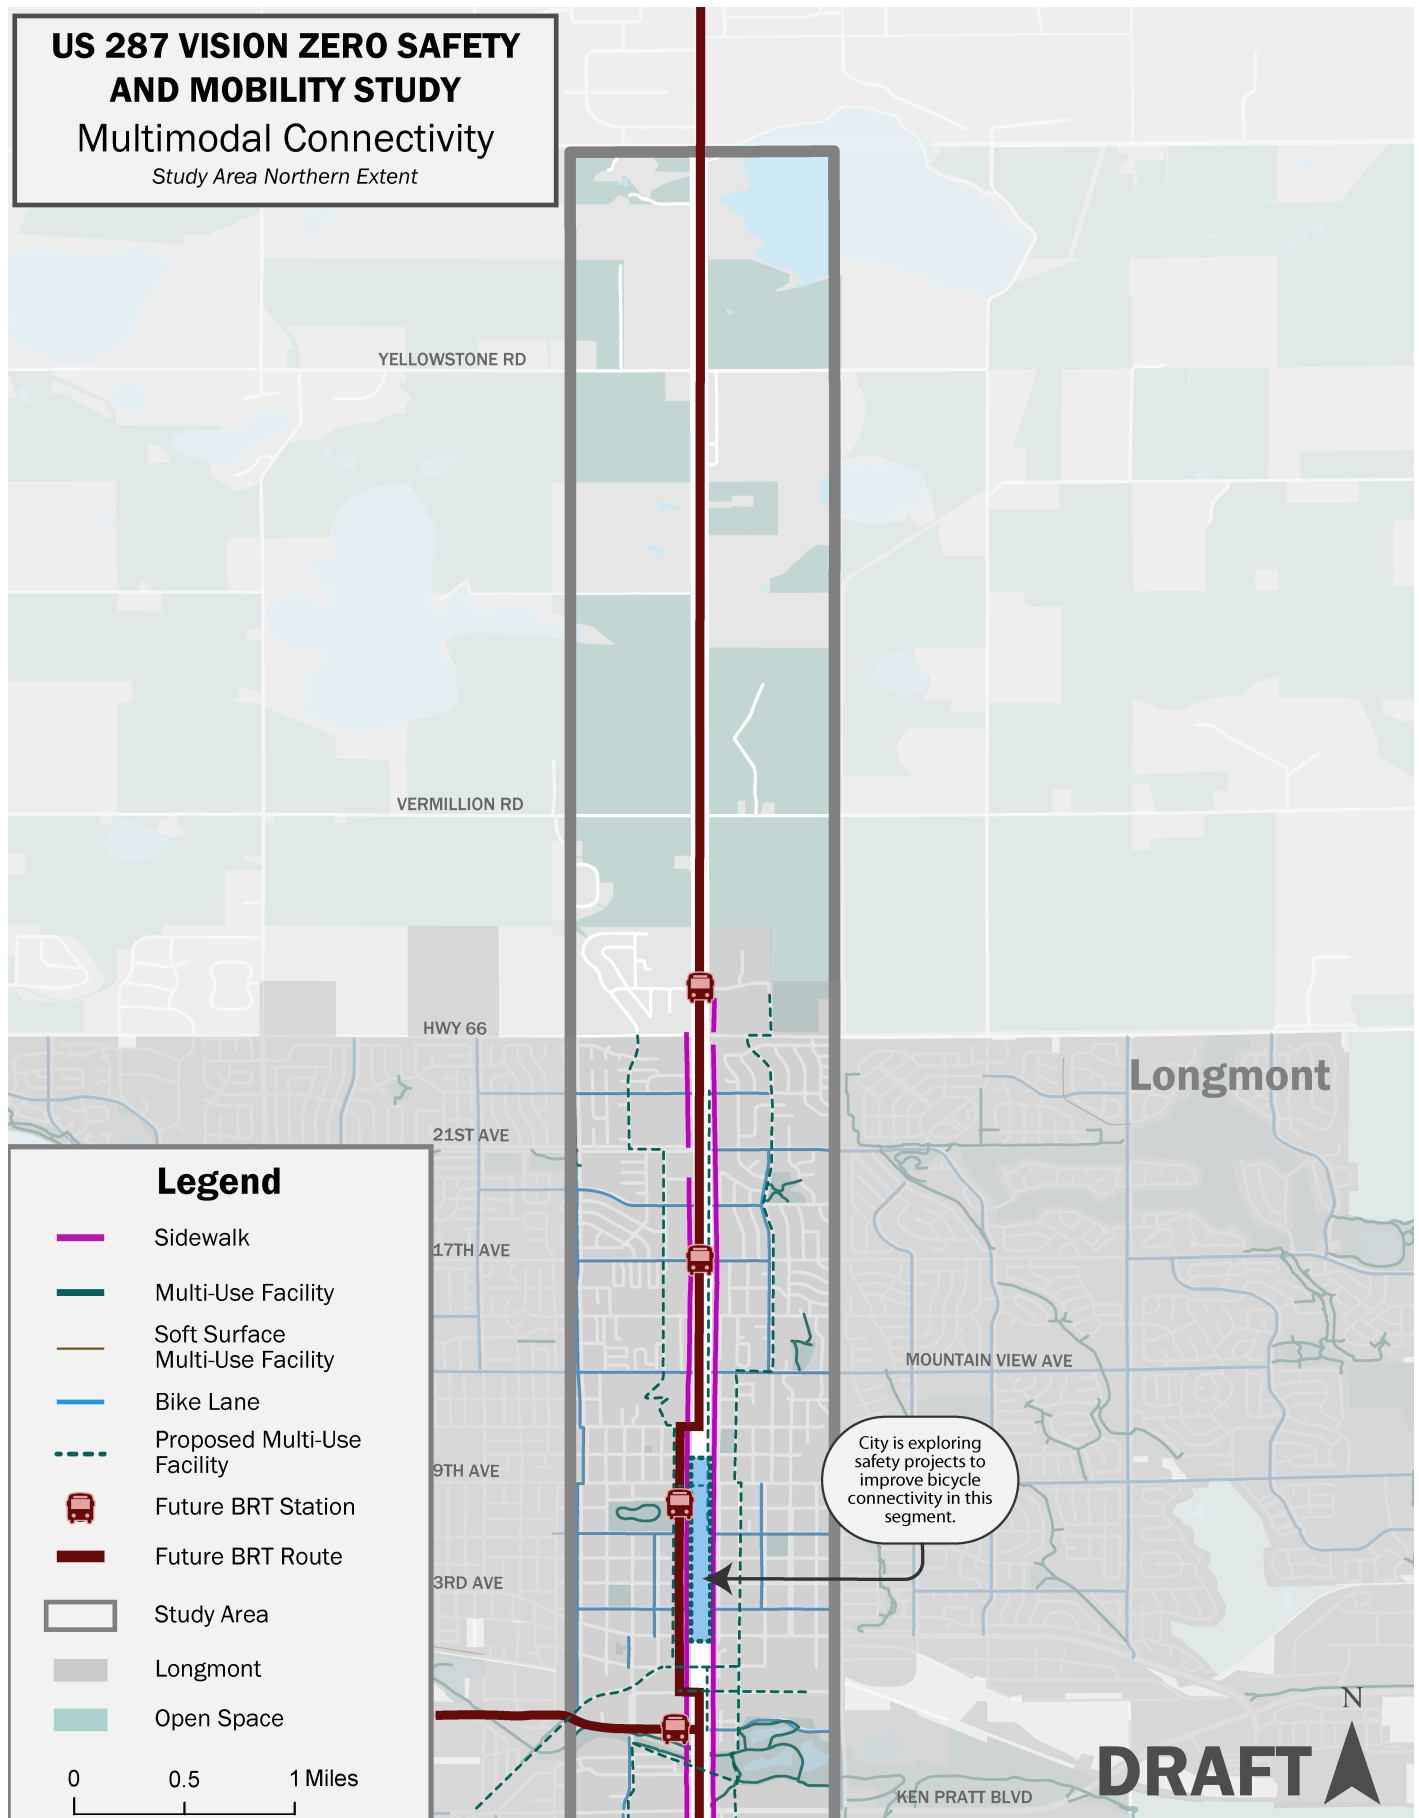 US 287 VISION ZERO SAFETY
AND MOBILITY STUDY
Multimodal Connectivity
Study Area Northern Extent
YELLOWSTONE RD
VERMILLION RD
HWY 66
Longmont
21ST AVE
17TH AVE
MOUNTAIN VIEW AVE
9TH AVE
3RD AVE
KEN PRATT BLVD
City is exploring
safety projects to
improve bicycle
connectivity in this
segment.
Legend
Sidewalk
Multi-Use Facility
Soft Surface
Multi-Use Facility
Bike Lane
Proposed Multi-Use
Facility
Future BRT Station
Future BRT Route
Study Area
Longmont
Open Space
0 0.5 1 Miles
N
DRAFT